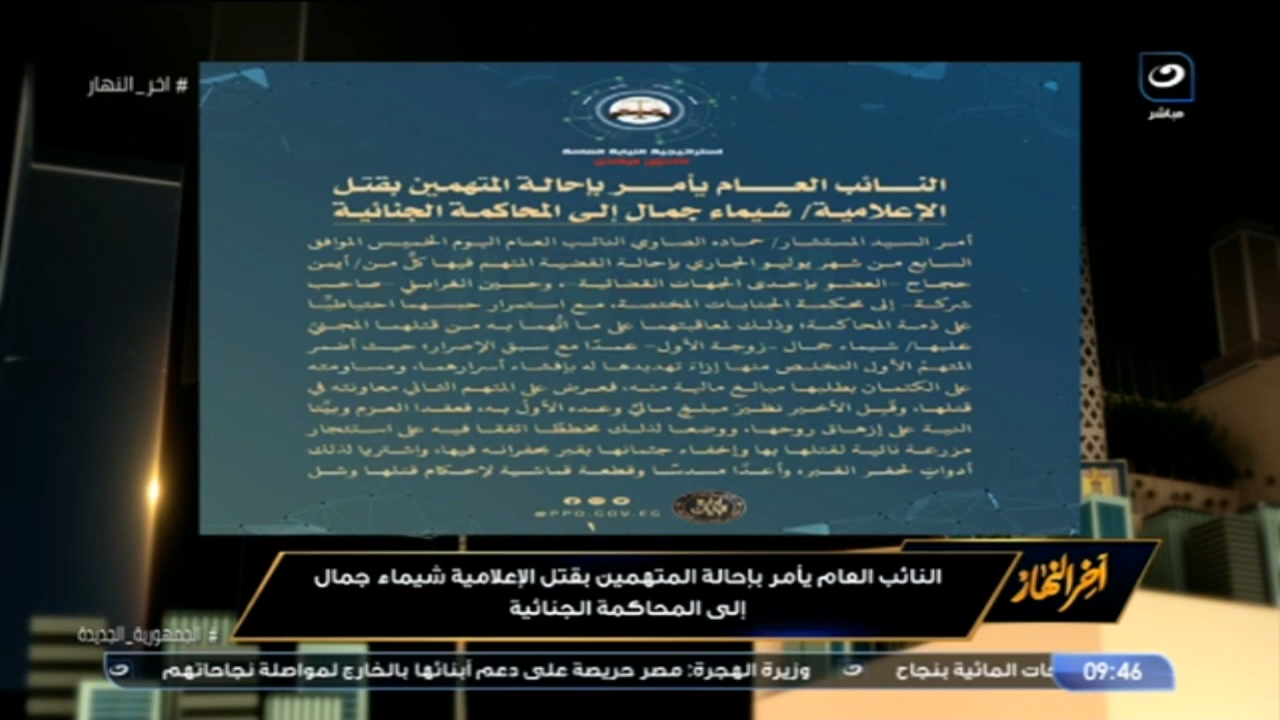 # اخر_النهار
مباشر
استراتيجية النيابة العامة
النــائب العــام يأمــر بإحالة المتهمين بقتل
الإعلامية/ شيماء جمال إلى المحاكمة الجنائية
أمر السيد المستشار/ حماده الصاوي النائب العام اليوم الخميس الموافق
السابع من شهر يوليو الجاري بإحالة القضية المتهم فيها كلٌّ من/ أيمن
حجاج -العضو بإحدى الجهات القضائية-، وحسين الغرابلي -صاحب
شركة- إلى محكمة الجنايات المختصة، مع استمرار حبسهما احتياطيًّا
على ذمة المحاكمة، وذلك لمعاقبتهما على ما اتُّهما به من قتلهما المجنيّ
عليها/ شيماء جمال -زوجة الأول- عمدًا مع سبق الإصرار، حيث أضمر
المتهمُ الأول التخلص منها إزاءَ تهديدها له بإفشاء أسرارهما، ومساومته
على الكتمان بطلبها مبالغ مالية منه، فعرض على المتهم الثاني معاونته في
قتلها، وقَبِل الأخير نظيرَ مبلغٍ ماليٍّ وعده الأولُ به، فعقدا العزم وبيَّتا
النية على إزهاق روحها، ووضعا لذلك مخططًا اتفقا فيه على استئجار
مزرعة نائية لقتلها بها وإخفاء جثمانها بقبر يحفرانه فيها، واشتريا لذلك
أدواتٍ لحفر القبر، وأعدَّا مسدسًا وقطعة قماشية لإحكام قتلها وشل
@PPO.GOV.EG
آخر النهار
النائب العام يأمر بإحالة المتهمين بقتل الإعلامية شيماء جمال
إلى المحاكمة الجنائية
# الجمهورية_الجديدة
09:46 حات المائية بنجاح وزيرة الهجرة: مصر حريصة على دعم أبنائها بالخارج لمواصلة نجاحاتهم